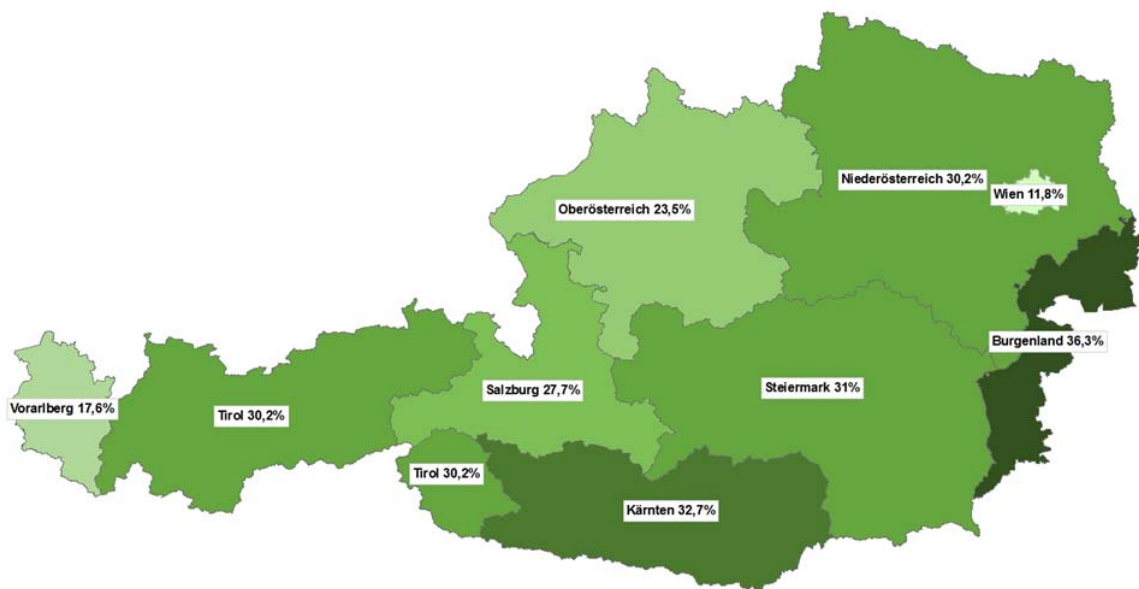 Niederösterreich 30,2%
Wien 11,8%
Oberösterreich 23,5%
Burgenland 36,3%
Salzburg 27,7%
Steiermark 31%
Vorarlberg 17,6%
Tirol 30,2%
Tirol 30,2%
Kärnten 32,7%